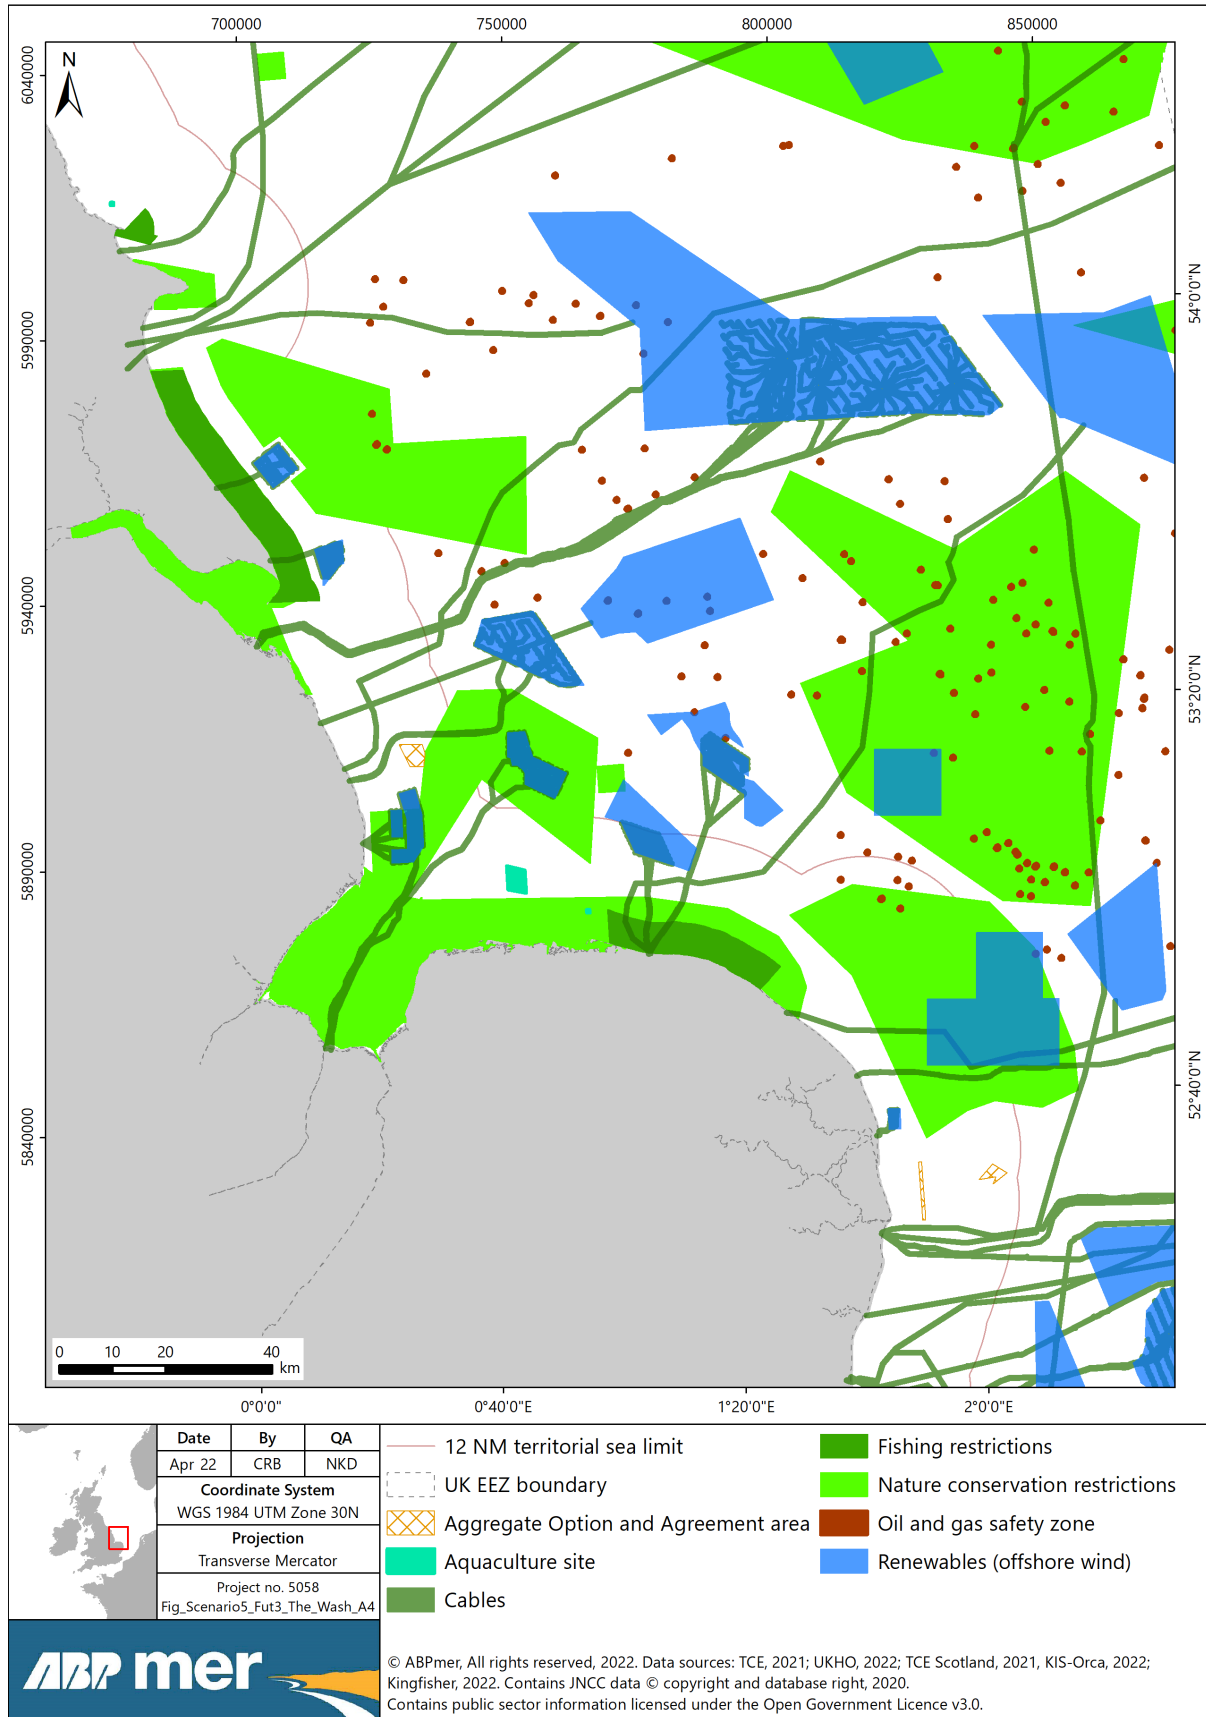 700000 750000 800000 850000
6040000
5990000
5940000
5890000
5840000
N
54°0'0"N
53°20'0"N
52°40'0"N
0 10 20 40
km
0°0'0"E 0°40'0"E 1°20'0"E 2°0'0"E
Date By QA
Apr 22 CRB NKD
Coordinate System
WGS 1984 UTM Zone 30N
Projection
Transverse Mercator
Project no. 5058
Fig_Scenario5_Fut3_The_Wash_A4
ABP mer
12 NM territorial sea limit
UK EEZ boundary
Aggregate Option and Agreement area
Aquaculture site
Cables
Fishing restrictions
Nature conservation restrictions
Oil and gas safety zone
Renewables (offshore wind)
© ABPmer, All rights reserved, 2022. Data sources: TCE, 2021; UKHO, 2022; TCE Scotland, 2021, KIS-Orca, 2022;
Kingfisher, 2022. Contains JNCC data © copyright and database right, 2020.
Contains public sector information licensed under the Open Government Licence v3.0.